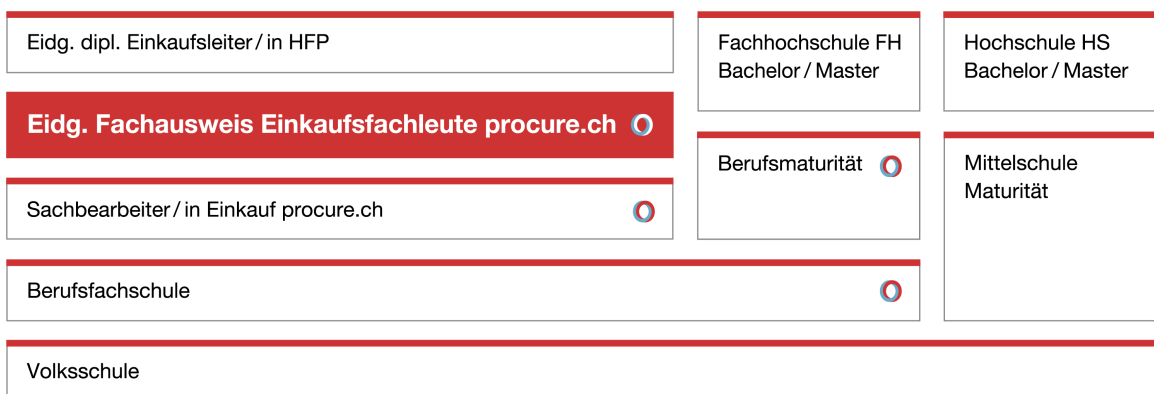 Eidg. dipl. Einkaufsleiter/in HFP
Fachhochschule FH
Bachelor/Master
Hochschule HS
Bachelor/Master
Eidg. Fachausweis Einkaufsfachleute procure.ch
Berufsmaturität
Mittelschule
Maturität
Sachbearbeiter/in Einkauf procure.ch
Berufsfachschule
Volksschule